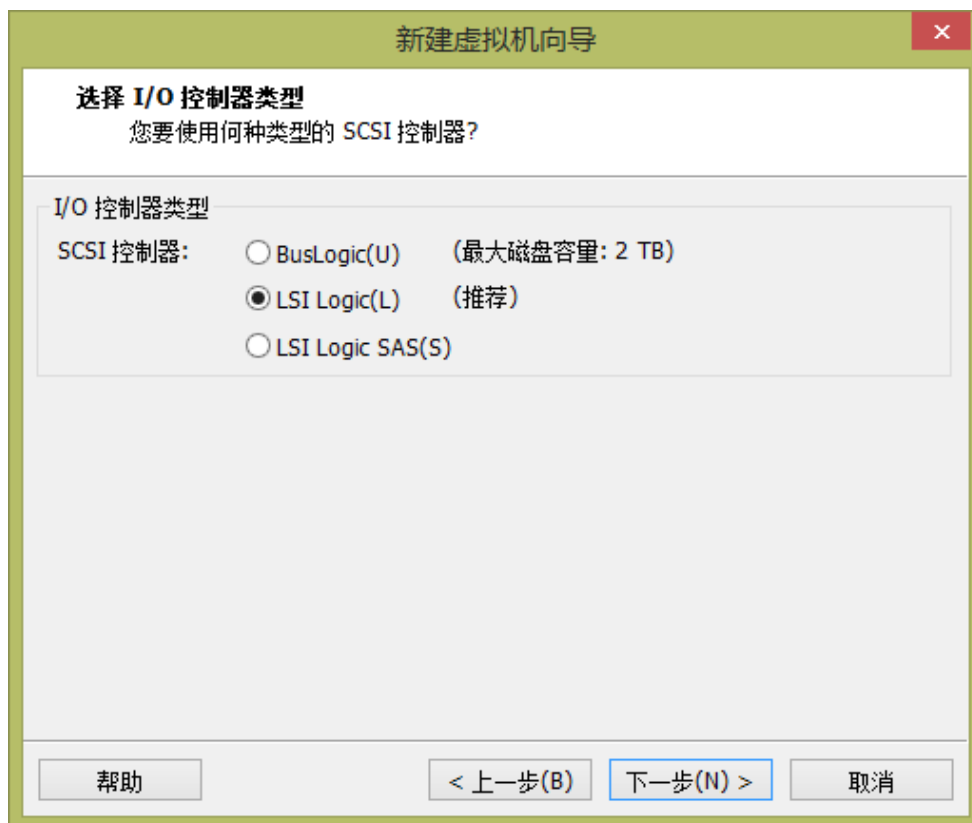 新建虚拟机向导
选择 I/O 控制器类型
您要使用何种类型的 SCSI 控制器?
I/O 控制器类型
SCSI 控制器: BusLogic(U) (最大磁盘容量: 2 TB)
LSI Logic(L) (推荐)
LSI Logic SAS(S)
帮助 < 上一步(B) 下一步(N) > 取消